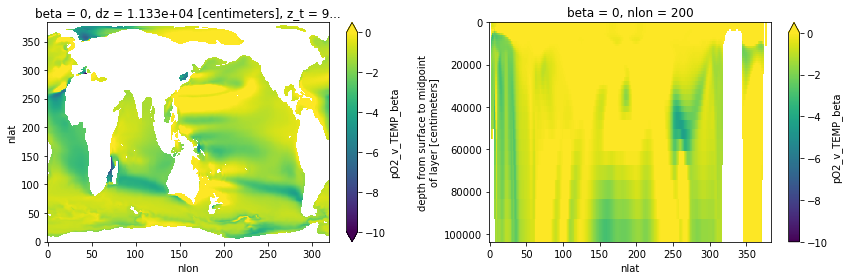 beta = 0, dz = 1.133e+04 [centimeters], z_t = 9...
350
300
250
200
150
100
50
0
nlat
0 50 100 150 200 250 300
nlon
0
−2
−4
−6
−8
−10
pO2_v_TEMP_beta
beta = 0, nlon = 200
0
20000
40000
60000
80000
100000
depth from surface to midpoint
of layer [centimeters]
0 50 100 150 200 250 300 350
nlat
0
−2
−4
−6
−8
−10
pO2_v_TEMP_beta